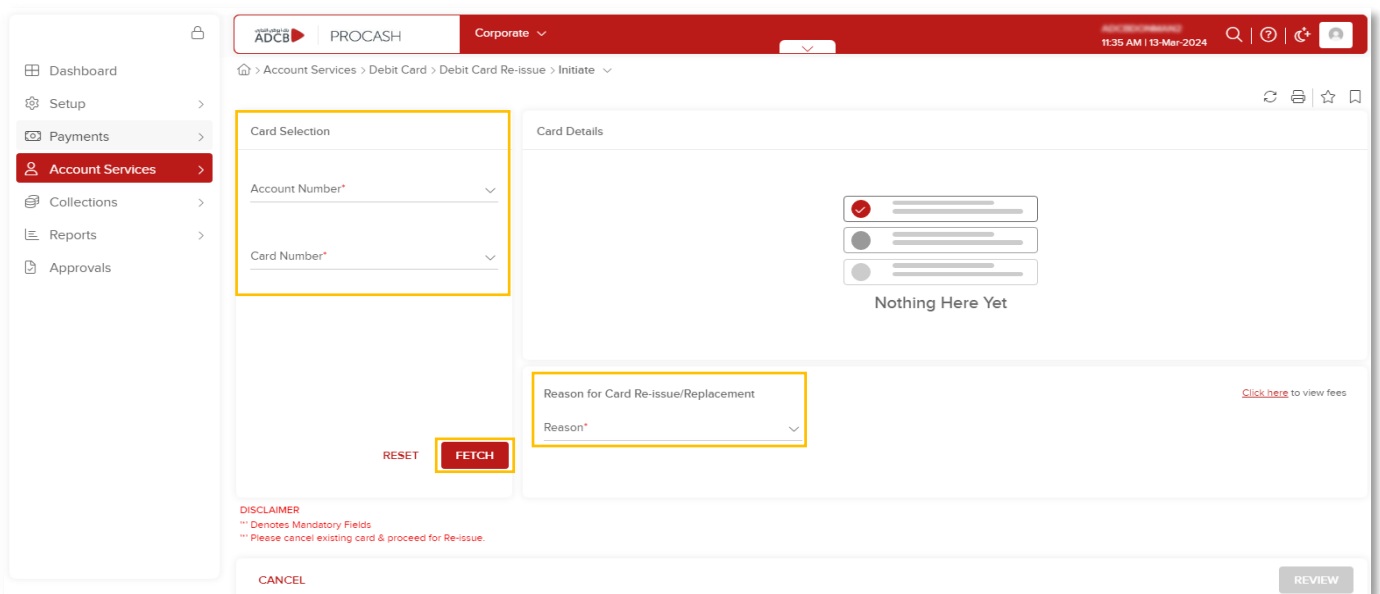 ADCB
PROCASH
Corporate
11:35 AM | 13-Mar-2024
Dashboard
Setup
Payments
Account Services
Collections
Reports
Approvals
> Account Services > Debit Card > Debit Card Re-issue > Initiate
Card Selection
Account Number*
Card Number*
RESET
FETCH
Card Details
Nothing Here Yet
Reason for Card Re-issue/Replacement
Click here to view fees
Reason*
DISCLAIMER
"*" Denotes Mandatory Fields
"*" Please cancel existing card & proceed for Re-issue.
CANCEL
REVIEW